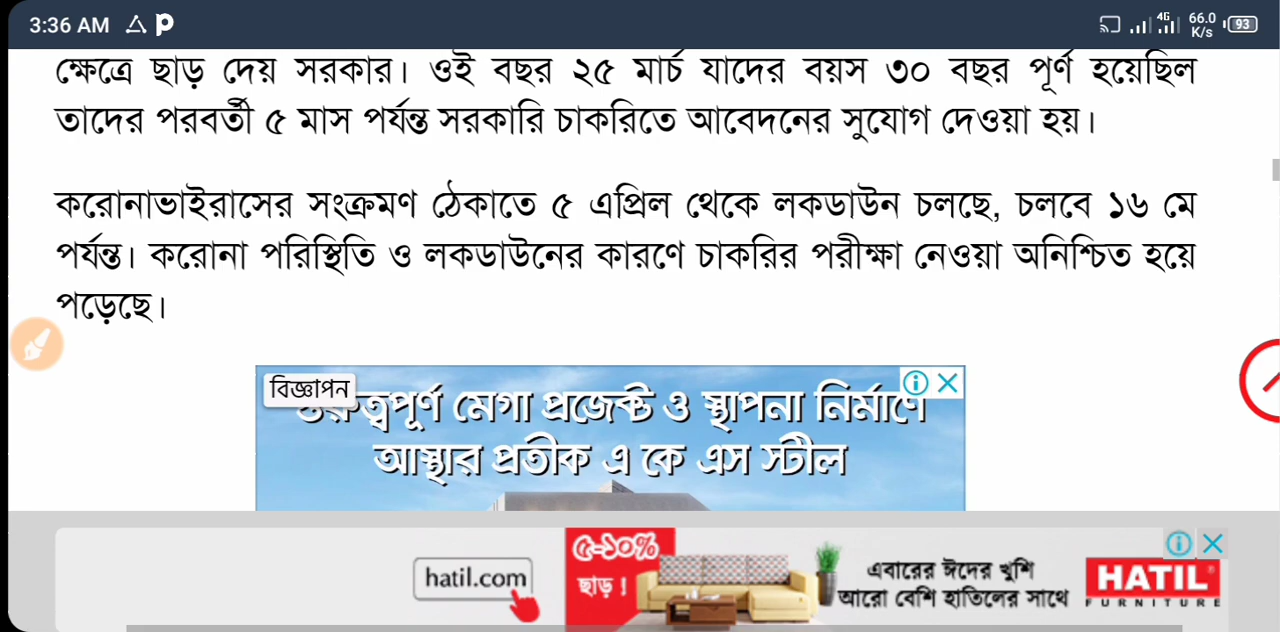 3:36 AM
4G
66.0
K/s
93
ক্ষেত্রে ছাড় দেয় সরকার। ওই বছর ২৫ মার্চ যাদের বয়স ৩০ বছর পূর্ণ হয়েছিল
তাদের পরবর্তী ৫ মাস পর্যন্ত সরকারি চাকরিতে আবেদনের সুযোগ দেওয়া হয়।
করোনাভাইরাসের সংক্রমণ ঠেকাতে ৫ এপ্রিল থেকে লকডাউন চলছে, চলবে ১৬ মে
পর্যন্ত। করোনা পরিস্থিতি ও লকডাউনের কারণে চাকরির পরীক্ষা নেওয়া অনিশ্চিত হয়ে
পড়েছে।
বিজ্ঞাপন
গুরুত্বপূর্ণ মেগা প্রজেক্ট ও স্থাপনা নির্মাণে
আস্থার প্রতীক এ কে এস স্টীল
hatil.com
৫-১০%
ছাড় !
এবারের ঈদের খুশি
আরো বেশি হাতিলের সাথে
HATIL
FURNITURE